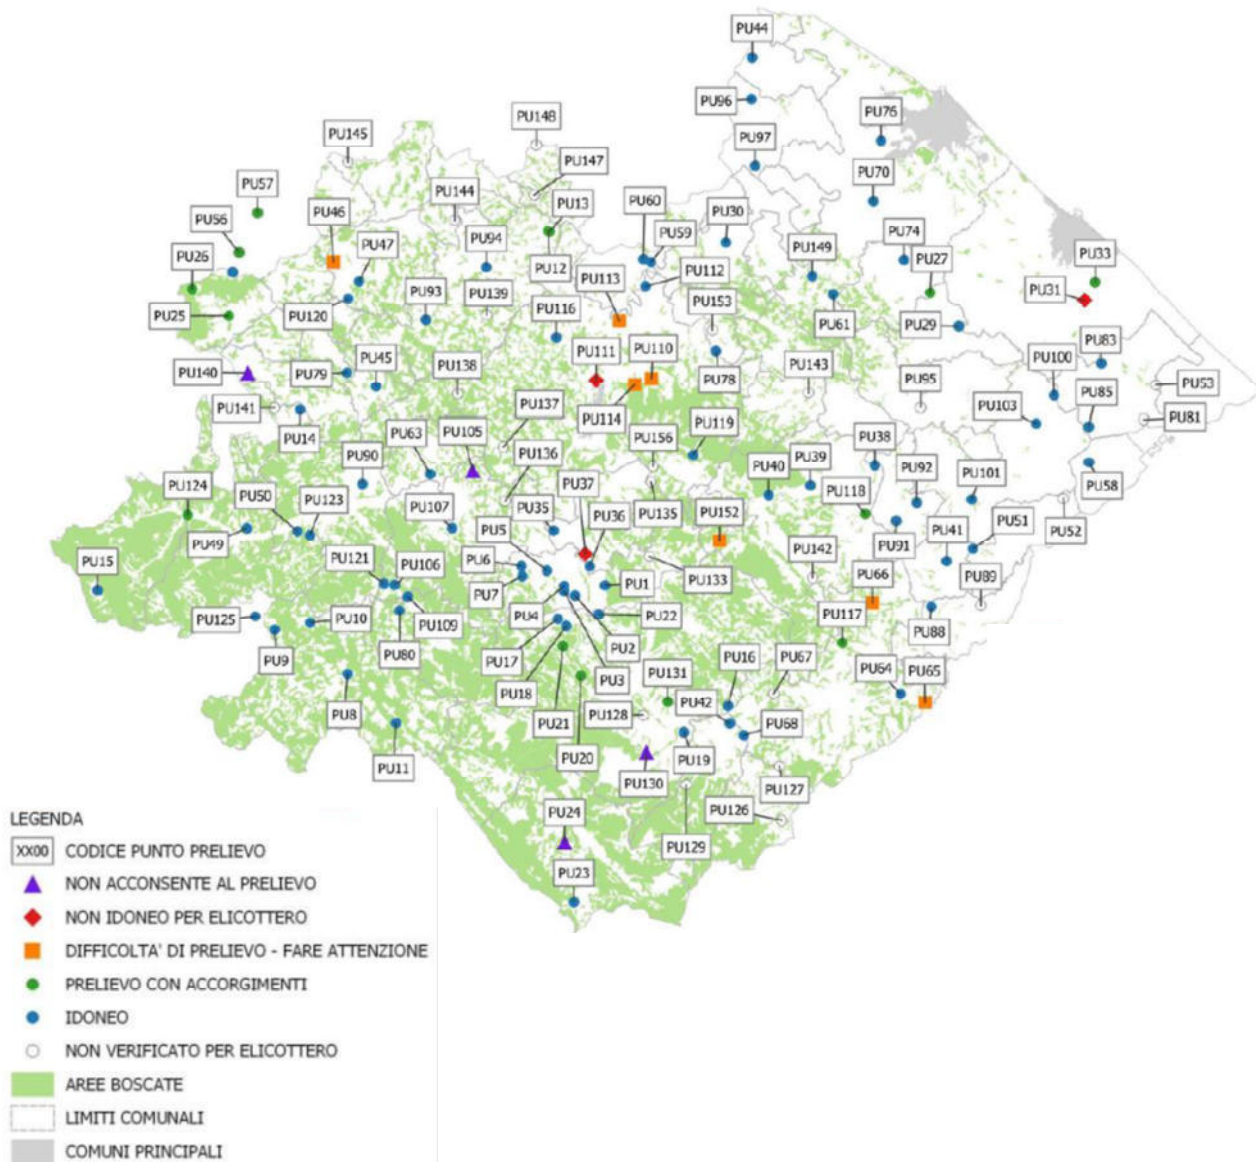 PU44
PU96
PU76
PU148
PU145
PU97
PU147
PU57
PU144
PU70
PU46
PU13
PU60
PU30
PU56
PU47
PU94
PU59
PU149
PU74
PU26
PU12
PU113
PU112
PU27
PU33
PU31
PU25
PU120
PU93
PU139
PU116
PU153
PU61
PU29
PU140
PU79
PU45
PU138
PU111
PU110
PU78
PU143
PU95
PU100
PU83
PU53
PU141
PU137
PU114
PU103
PU85
PU81
PU14
PU63
PU105
PU156
PU119
PU38
PU90
PU136
PU37
PU40
PU39
PU92
PU101
PU58
PU124
PU50
PU123
PU107
PU35
PU36
PU135
PU152
PU118
PU41
PU51
PU52
PU49
PU5
PU91
PU15
PU121
PU106
PU6
PU142
PU66
PU89
PU7
PU1
PU133
PU125
PU10
PU109
PU4
PU22
PU117
PU88
PU9
PU80
PU2
PU17
PU3
PU16
PU67
PU64
PU65
PU18
PU131
PU8
PU21
PU128
PU42
PU68
PU11
PU20
PU19
PU130
PU127
PU24
PU126
PU129
PU23
LEGENDA
XX00 CODICE PUNTO PRELIEVO
NON ACCONSENTE AL PRELIEVO
NON IDONEO PER ELICOTTERO
DIFFICOLTA' DI PRELIEVO - FARE ATTENZIONE
PRELIEVO CON ACCORGIMENTI
IDONEO
NON VERIFICATO PER ELICOTTERO
AREE BOSCATE
LIMITI COMUNALI
COMUNI PRINCIPALI